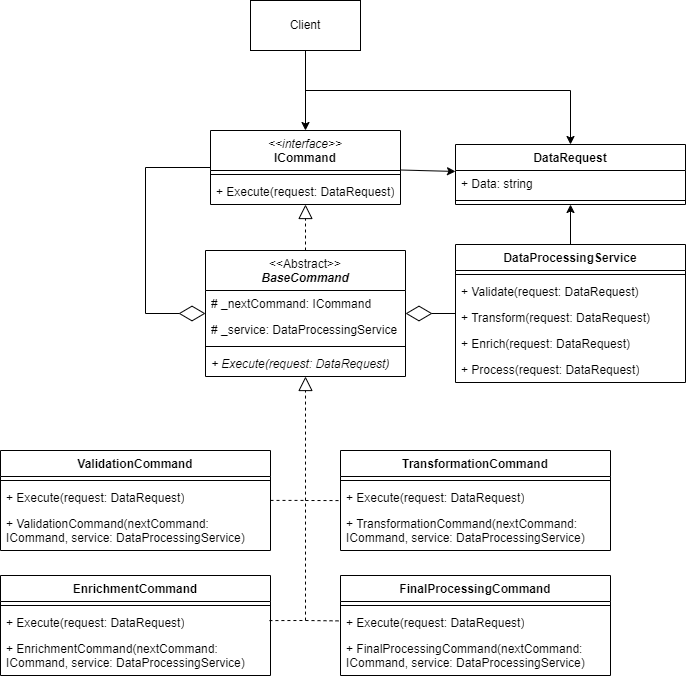 Client
<<interface>>
ICommand
+ Execute(request: DataRequest)
DataRequest
+ Data: string
<<Abstract>>
BaseCommand
# _nextCommand: ICommand
# _service: DataProcessingService
+ Execute(request: DataRequest)
DataProcessingService
+ Validate(request: DataRequest)
+ Transform(request: DataRequest)
+ Enrich(request: DataRequest)
+ Process(request: DataRequest)
ValidationCommand
+ Execute(request: DataRequest)
+ ValidationCommand(nextCommand:
ICommand, service: DataProcessingService)
TransformationCommand
+ Execute(request: DataRequest)
+ TransformationCommand(nextCommand:
ICommand, service: DataProcessingService)
EnrichmentCommand
+ Execute(request: DataRequest)
+ EnrichmentCommand(nextCommand:
ICommand, service: DataProcessingService)
FinalProcessingCommand
+ Execute(request: DataRequest)
+ FinalProcessingCommand(nextCommand:
ICommand, service: DataProcessingService)